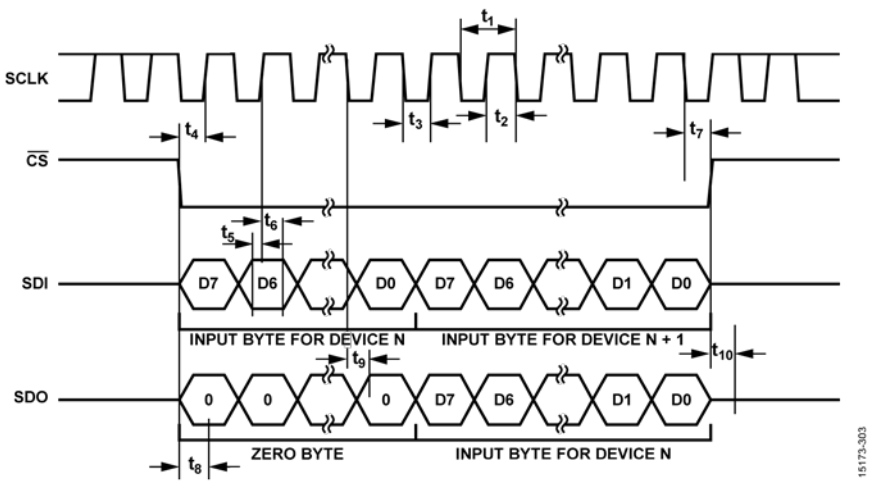 t1
SCLK
t4
t3
t2
t7
CS
t5
t6
SDI
D7
D6
D0
D7
D6
D1
D0
INPUT BYTE FOR DEVICE N
INPUT BYTE FOR DEVICE N + 1
t9
t10
SDO
0
0
0
D7
D6
D1
D0
ZERO BYTE
INPUT BYTE FOR DEVICE N
t8
15173-303